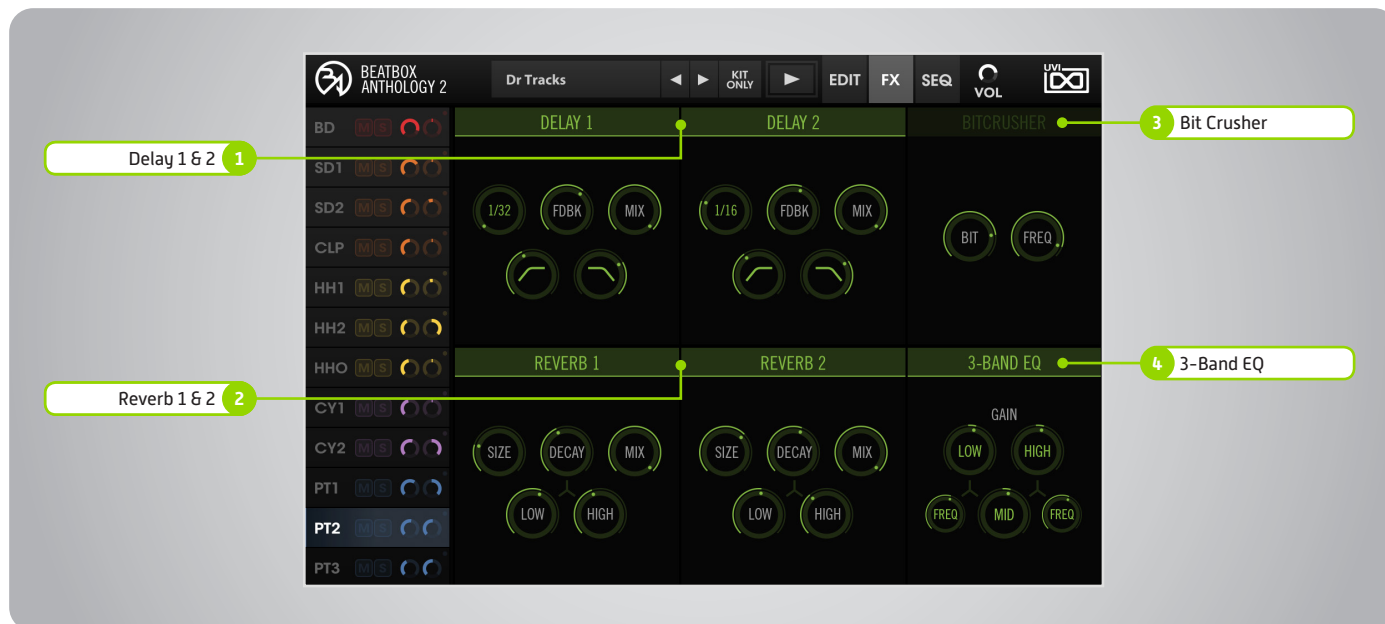 BEATBOX
ANTHOLOGY 2
Dr Tracks
KIT
ONLY
EDIT
FX
SEQ
VOL
UVI
BD M S
SD1 M S
SD2 M S
CLP M S
HH1 M S
HH2 M S
HHO M S
CY1 M S
CY2 M S
PT1 M S
PT2 M S
PT3 M S
DELAY 1
1/32 FDBK MIX
DELAY 2
1/16 FDBK MIX
BITCRUSHER
BIT FREQ
REVERB 1
SIZE DECAY MIX
LOW HIGH
REVERB 2
SIZE DECAY MIX
LOW HIGH
3-BAND EQ
GAIN
LOW HIGH
FREQ MID FREQ
Delay 1 & 2 1
Reverb 1 & 2 2
3 Bit Crusher
4 3-Band EQ